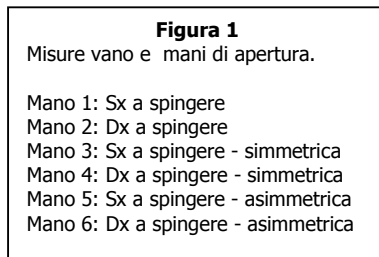 Figura 1
Misure vano e mani di apertura.
Mano 1: Sx a spingere
Mano 2: Dx a spingere
Mano 3: Sx a spingere - simmetrica
Mano 4: Dx a spingere - simmetrica
Mano 5: Sx a spingere - asimmetrica
Mano 6: Dx a spingere - asimmetrica